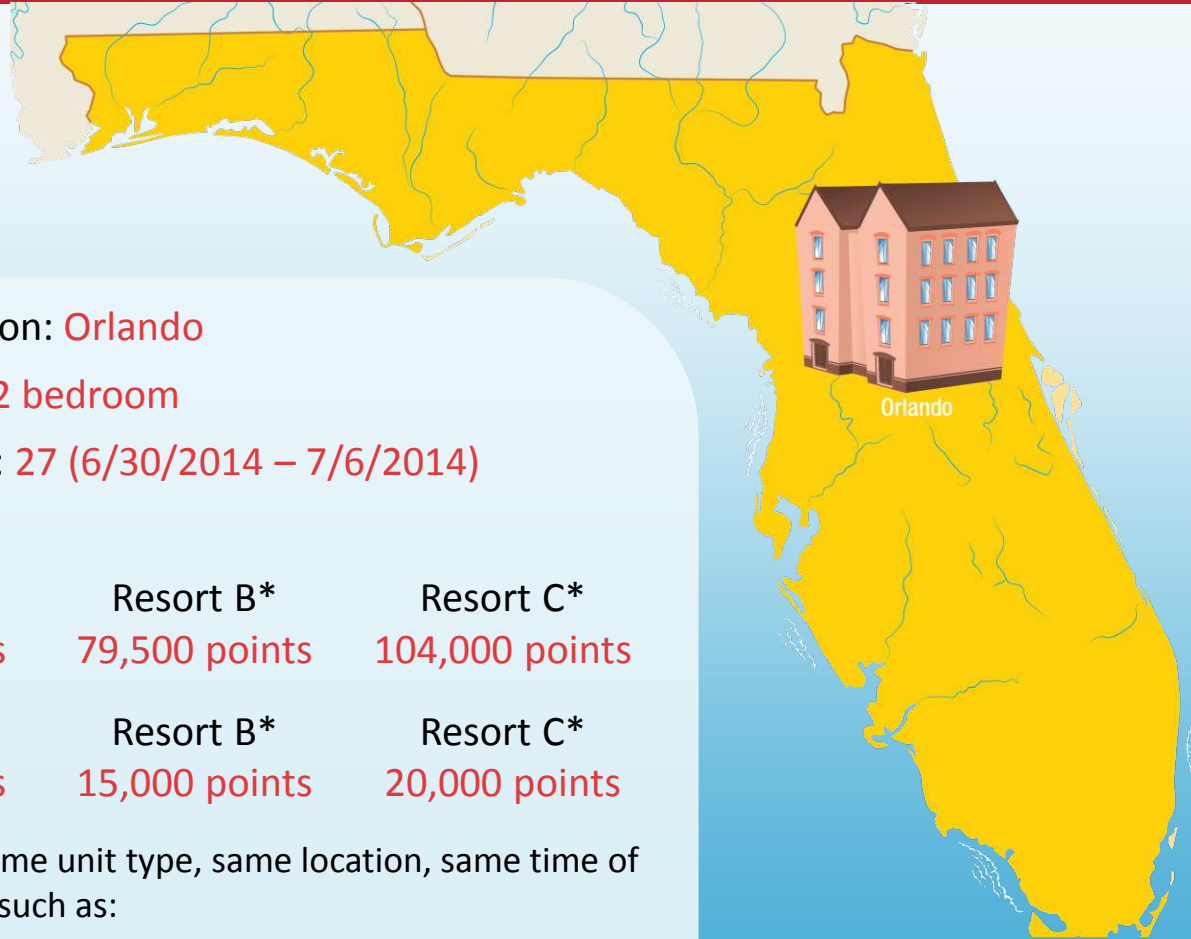 on: Orlando
2 bedroom
: 27 (6/30/2014 – 7/6/2014)
Resort B* Resort C*
s 79,500 points 104,000 points
Resort B* Resort C*
s 15,000 points 20,000 points
me unit type, same location, same time of
such as:
Orlando